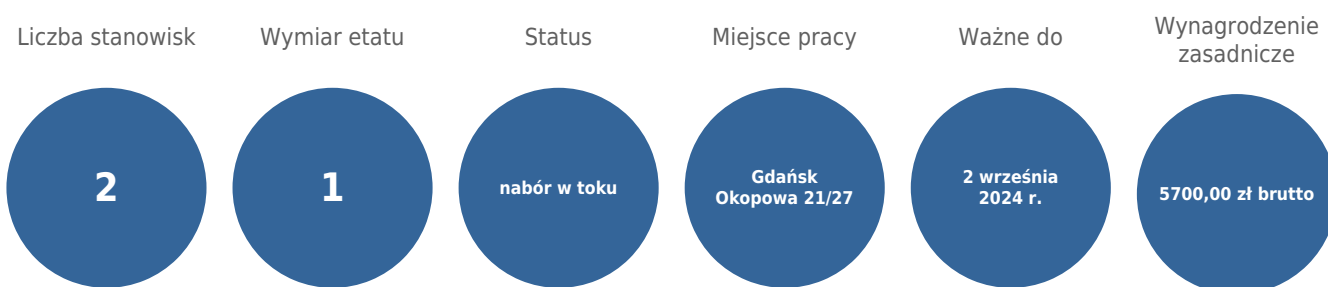 Liczba stanowisk
Wymiar etatu
Status
Miejsce pracy
Ważne do
Wynagrodzenie
zasadnicze
2
1
nabór w toku
Gdańsk
Okopowa 21/27
2 września
2024 r.
5700,00 zł brutto